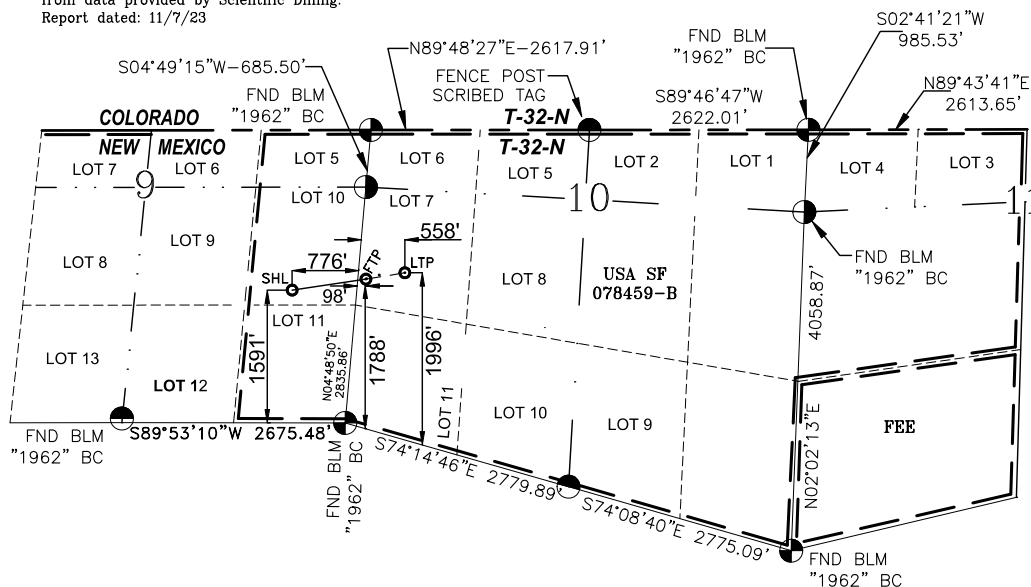 from data provided by Scientific Drilling.
Report dated: 11/7/23
S02°41'21"W
985.53'
FND BLM
"1962" BC
N89°48'27"E-2617.91'
S04°49'15"W-685.50'
FENCE POST
SCRIBED TAG
N89°43'41"E
2613.65'
FND BLM
"1962" BC
S89°46'47"W
2622.01'
COLORADO
T-32-N
NEW MEXICO
T-32-N
LOT 7
LOT 6
LOT 5
LOT 6
LOT 5
LOT 2
LOT 1
LOT 4
LOT 3
9
LOT 10
LOT 7
10
11
LOT 9
558'
LOT 8
776'
FTP
LTP
LOT 8
USA SF
078459-B
FND BLM
"1962" BC
SHL
98'
LOT 11
4058.87'
1591'
N04°48'50"E
2835.86'
1788'
1996'
LOT 13
LOT 12
LOT 11
LOT 10
LOT 9
FEE
N02°02'13"E
FND BLM
"1962" BC
S89°53'10"W 2675.48'
FND BLM
"1962" BC
S74°14'46"E 2779.89'
S74°08'40"E 2775.09'
FND BLM
"1962" BC